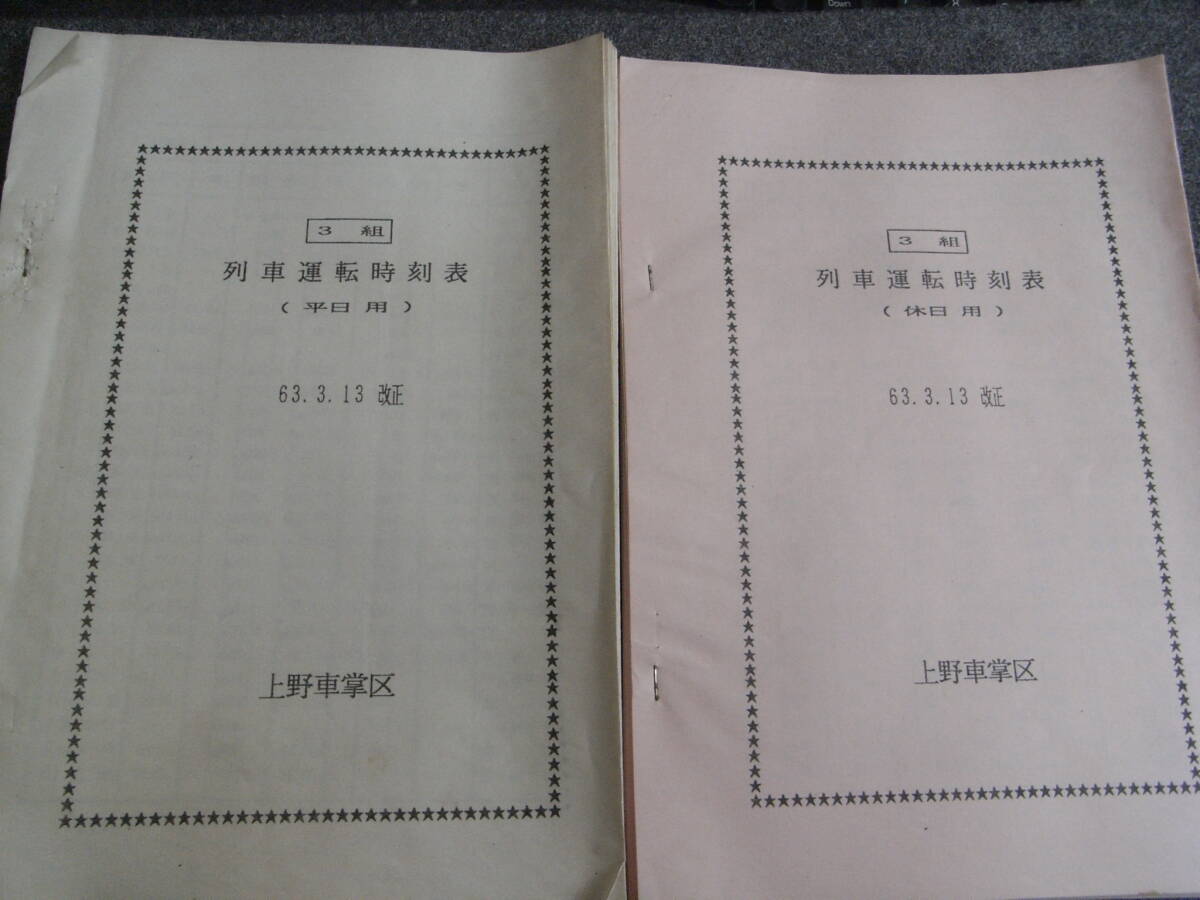 3 組
列車運転時刻表
( 平日 用 )
63. 3. 13 改正
上野車掌区
3 組
列車運転時刻表
( 休日 用 )
63. 3. 13 改正
上野車掌区
Down